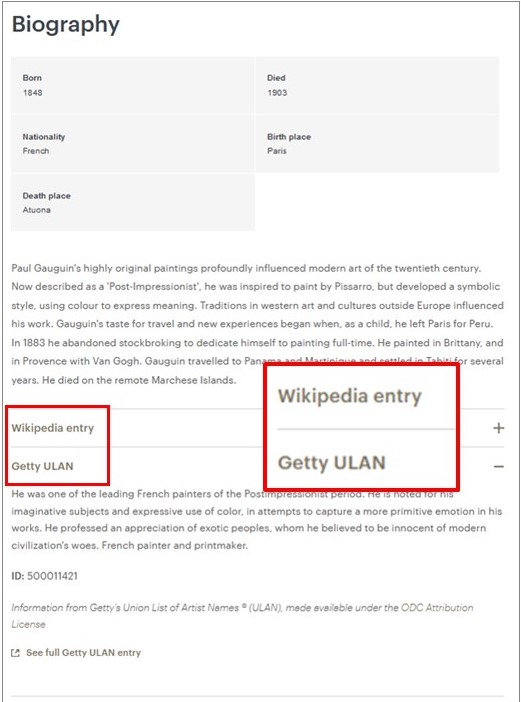 Biography
Born
1848
Died
1903
Nationality
French
Birth place
Paris
Death place
Atuona
Paul Gauguin's highly original paintings profoundly influenced modern art of the twentieth century.
Now described as a 'Post-Impressionist', he was inspired to paint by Pissarro, but developed a symbolic
style, using colour to express meaning. Traditions in western art and cultures outside Europe influenced
his work. Gauguin's taste for travel and new experiences began when, as a child, he left Paris for Peru.
In 1883 he abandoned stockbroking to dedicate himself to painting full-time. He painted in Brittany, and
in Provence with Van Gogh. Gauguin travelled to Panama and Martinique and settled in Tahiti for several
years. He died on the remote Marchese Islands.
Wikipedia entry
Getty ULAN
Wikipedia entry
Getty ULAN
He was one of the leading French painters of the Postimpressionist period. He is noted for his
imaginative subjects and expressive use of color, in attempts to capture a more primitive emotion in his
works. He professed an appreciation of exotic peoples, whom he believed to be innocent of modern
civilization's woes. French painter and printmaker.
ID: 500011421
Information from Getty's Union List of Artist Names ® (ULAN), made available under the ODC Attribution
License
See full Getty ULAN entry